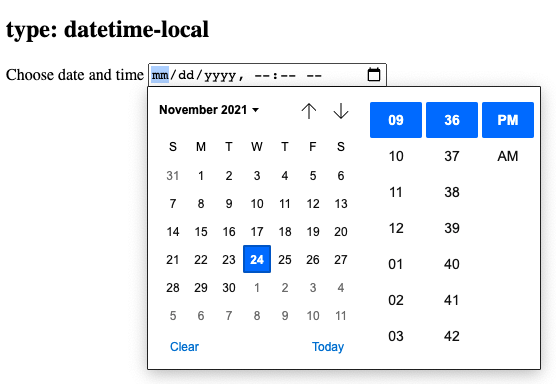 type: datetime-local
Choose date and time mm/dd/yyyy, --:-- --
November 2021
S M T W T F S
31 1 2 3 4 5 6
7 8 9 10 11 12 13
14 15 16 17 18 19 20
21 22 23 24 25 26 27
28 29 30 1 2 3 4
5 6 7 8 9 10 11
Clear Today
09 36 PM
10 37 AM
11 38
12 39
01 40
02 41
03 42